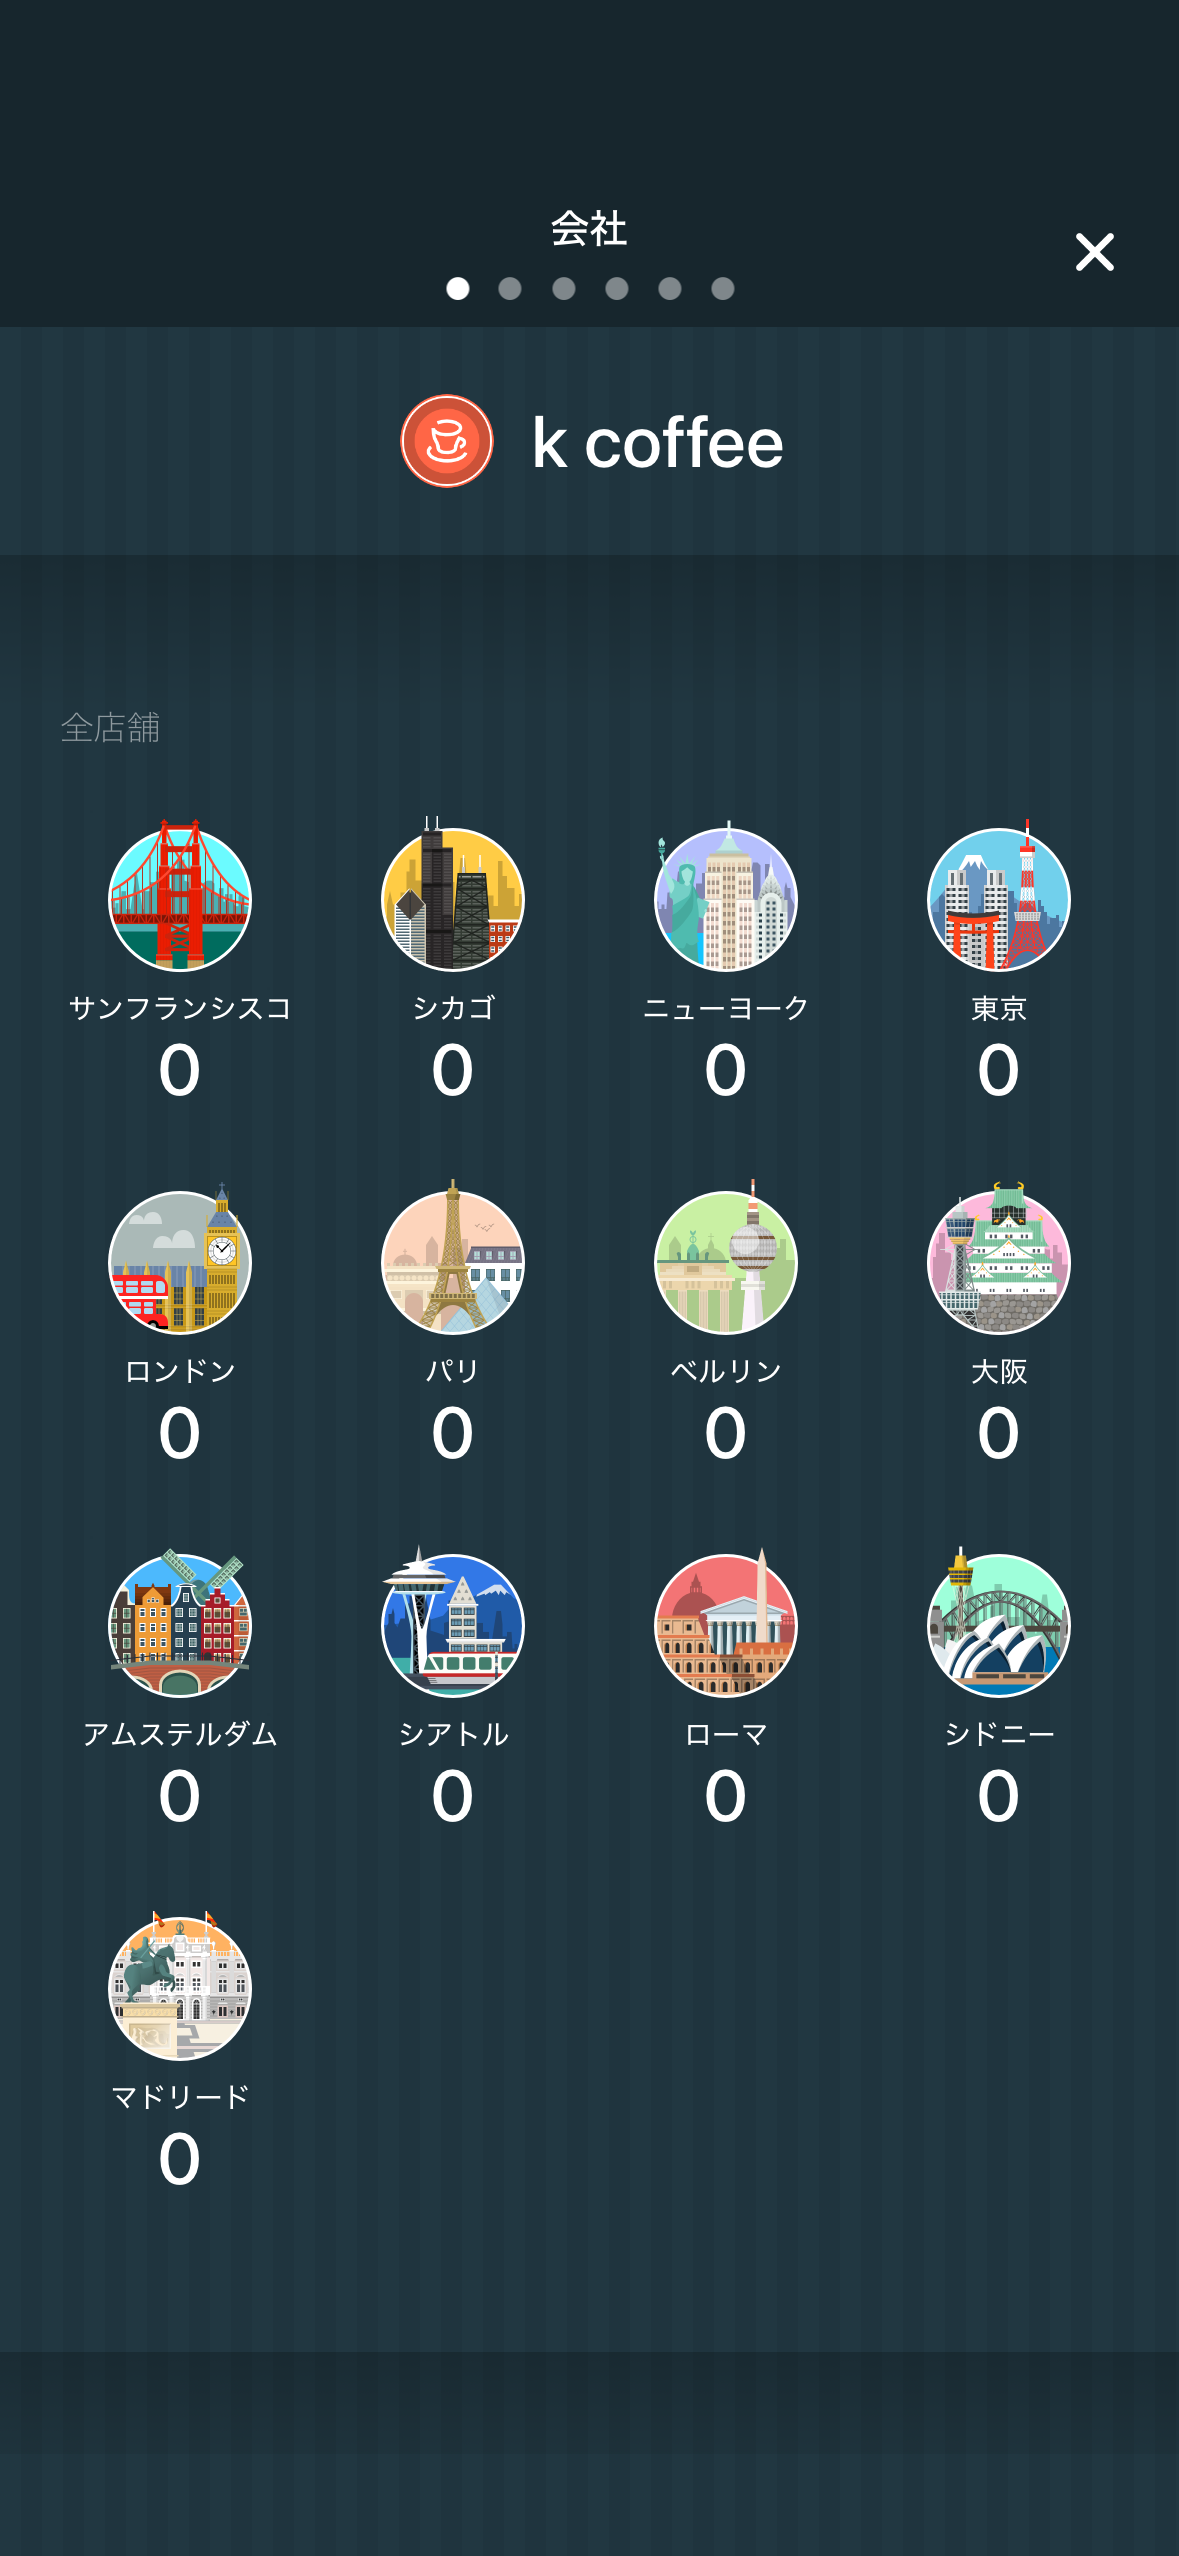 会社
k coffee
全店舗
サンフランシスコ
シカゴ
ニューヨーク
東京
0
0
0
0
ロンドン
パリ
ベルリン
大阪
0
0
0
0
アムステルダム
シアトル
ローマ
シドニー
0
0
0
0
マドリード
0